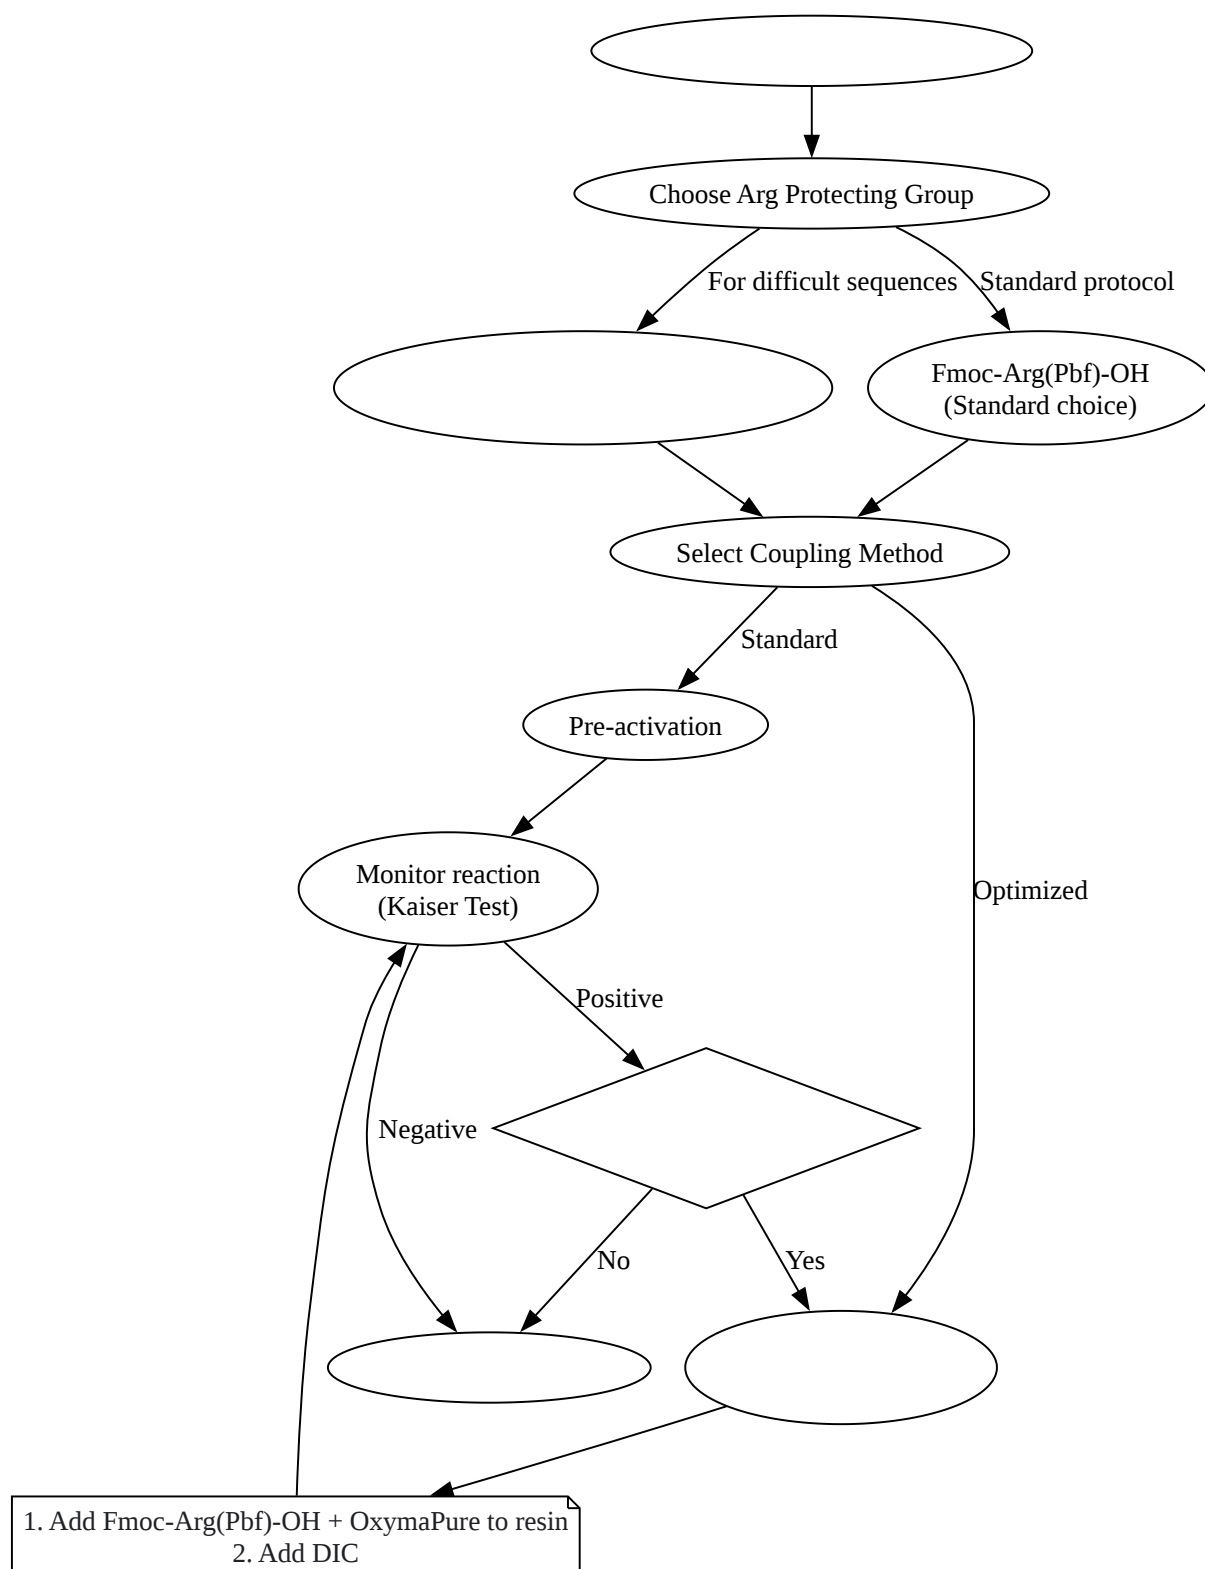 Choose Arg Protecting Group
For difficult sequences
Standard protocol
Fmoc-Arg(Pbf)-OH
(Standard choice)
Select Coupling Method
Standard
Pre-activation
Monitor reaction
(Kaiser Test)
Optimized
Positive
Negative
No
Yes
1. Add Fmoc-Arg(Pbf)-OH + OxymaPure to resin
2. Add DIC